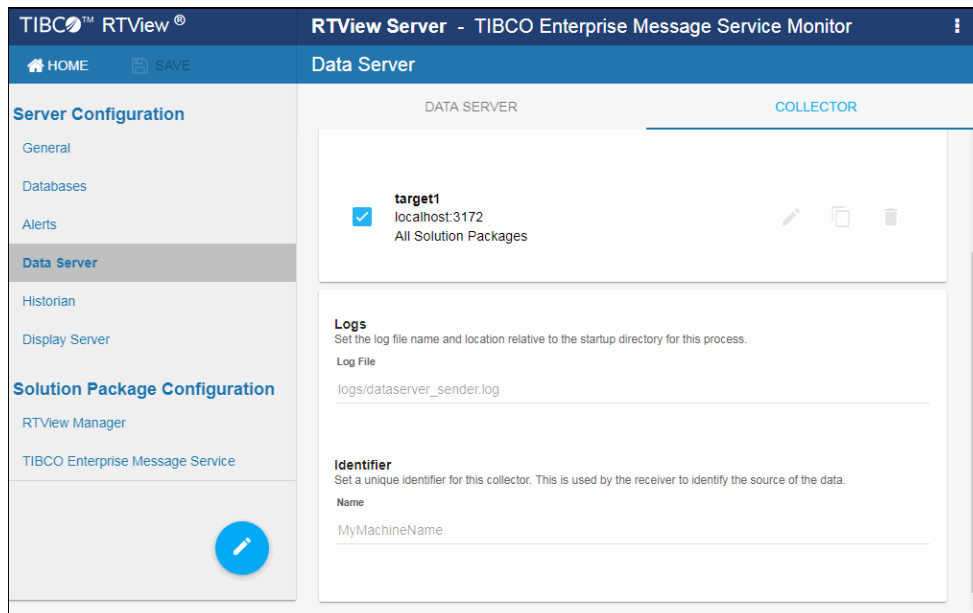 TIBCO™ RTView ®
RTView Server - TIBCO Enterprise Message Service Monitor
HOME
SAVE
Data Server
Server Configuration
General
Databases
Alerts
Data Server
Historian
Display Server
Solution Package Configuration
RTView Manager
TIBCO Enterprise Message Service
DATA SERVER
COLLECTOR
target1
localhost:3172
All Solution Packages
Logs
Set the log file name and location relative to the startup directory for this process.
Log File
logs/dataserver_sender.log
Identifier
Set a unique identifier for this collector. This is used by the receiver to identify the source of the data.
Name
MyMachineName